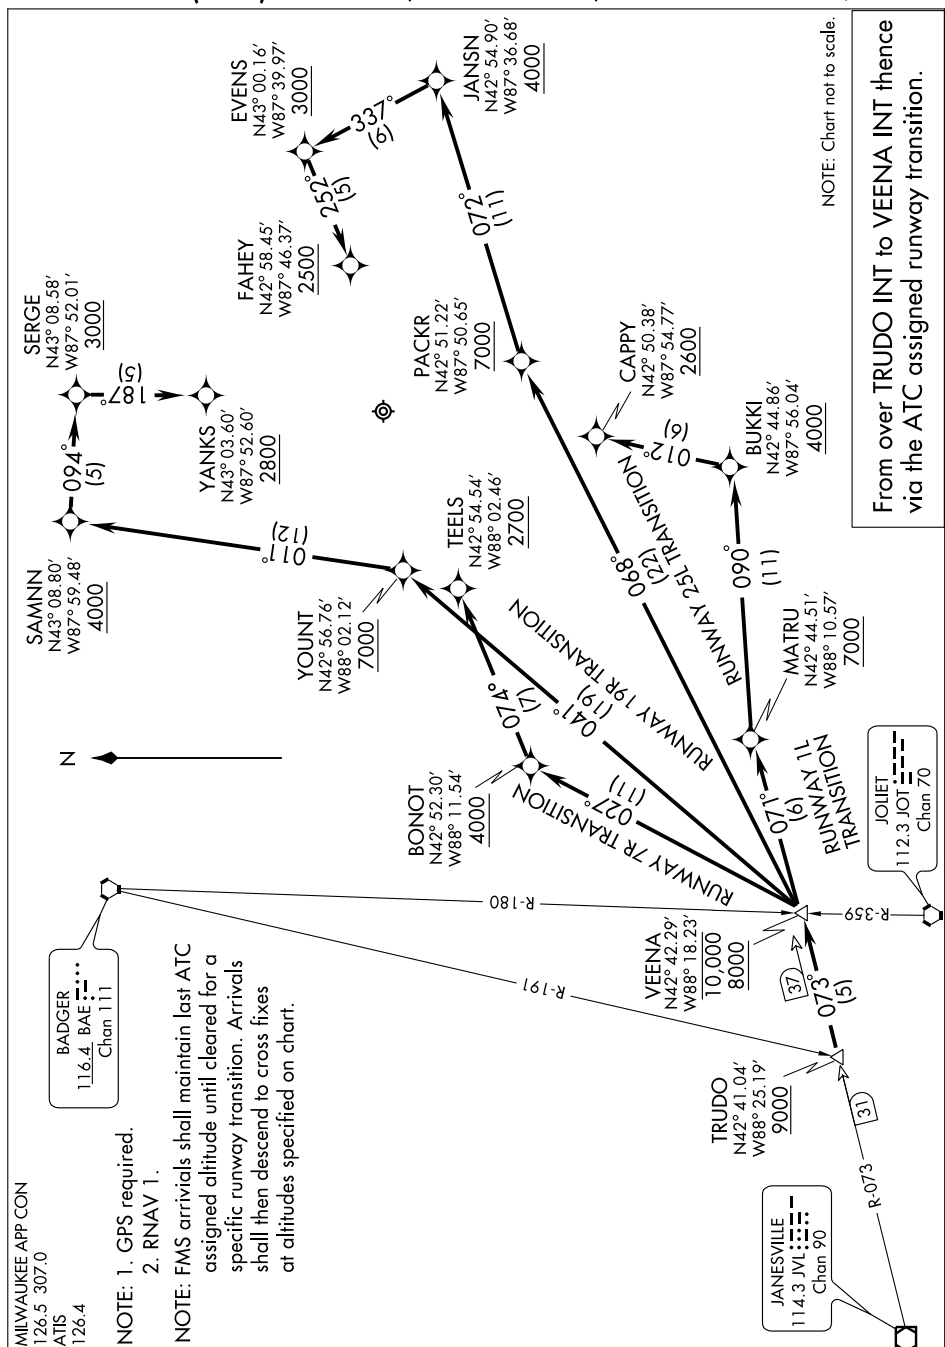 MILWAUKEE APP CON
126.5 307.0
ATIS
126.4
NOTE: 1. GPS required.
2. RNAV 1.
NOTE: FMS arrivials shall maintain last ATC
assigned altitude until cleared for a
specific runway transition. Arrivals
shall then descend to cross fixes
at altitudes specified on chart.
BADGER
116.4 BAE
Chan 111
JANESVILLE
114.3 JVL
Chan 90
R-073
31
TRUDO
N42° 41.04′
W88° 25.19′
9000
R-191
R-180
073°
(5)
37
VEENA
N42° 42.29′
W88° 18.23′
10,000
8000
R-359
JOLIET
112.3 JOT
Chan 70
RUNWAY 7R TRANSITION
027°
(11)
BONOT
N42° 52.30′
W88° 11.54′
4000
074°
(7)
TEELS
N42° 54.54′
W88° 02.46′
2700
RUNWAY 19R TRANSITION
041°
(19)
YOUNT
N42° 56.76′
W88° 02.12′
7000
011°
(12)
SAMNN
N43° 08.80′
W87° 59.48′
4000
094°
(5)
SERGE
N43° 08.58′
W87° 52.01′
3000
187°
(5)
YANKS
N43° 03.60′
W87° 52.60′
2800
RUNWAY 25L TRANSITION
068°
(22)
PACKR
N42° 51.22′
W87° 50.65′
7000
072°
(11)
JANSN
N42° 54.90′
W87° 36.68′
4000
337°
(6)
EVENS
N43° 00.16′
W87° 39.97′
3000
252°
(5)
FAHEY
N42° 58.45′
W87° 46.37′
2500
RUNWAY 1L
TRANSITION
071°
(6)
MATRU
N42° 44.51′
W88° 10.57′
7000
090°
(11)
BUKKI
N42° 44.86′
W87° 56.04′
4000
012°
(6)
CAPPY
N42° 50.38′
W87° 54.77′
2600
N
NOTE: Chart not to scale.
From over TRUDO INT to VEENA INT thence
via the ATC assigned runway transition.